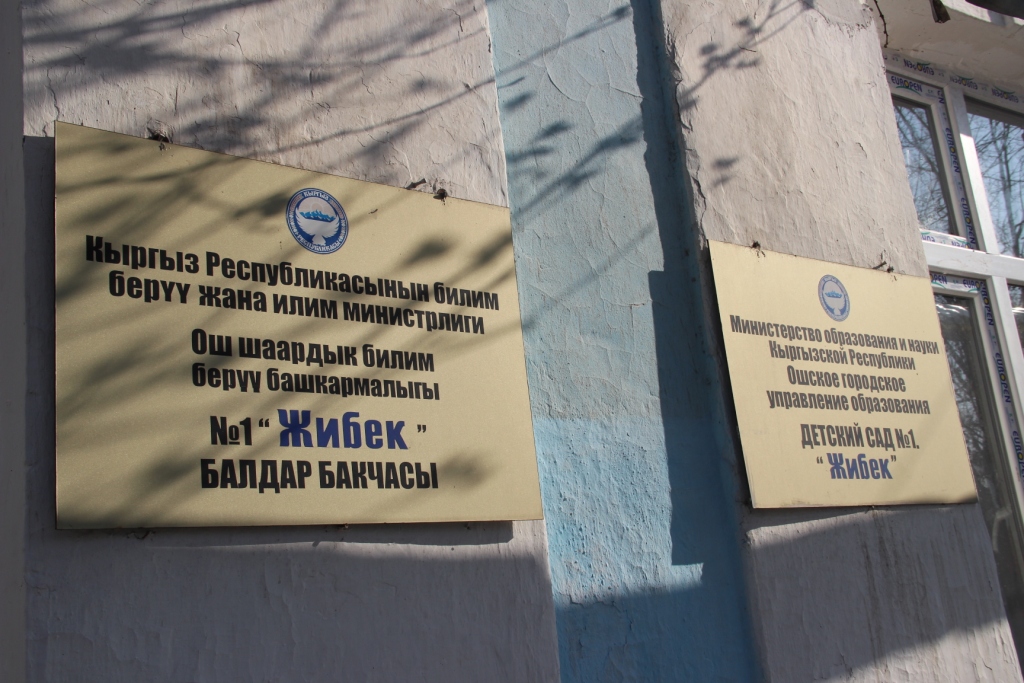 Кыргыз Республикасынын билим
берүү жана илим министрлиги
Ош шаардык билим
берүү башкармалыгы
№1 “ Жибек ”
БАЛДАР БАКЧАСЫ
Министерство образования и науки
Кыргызской Республики
Ошское городское
управление образования
ДЕТСКИЙ САД №1.
“ Жибек”
EUROPEN